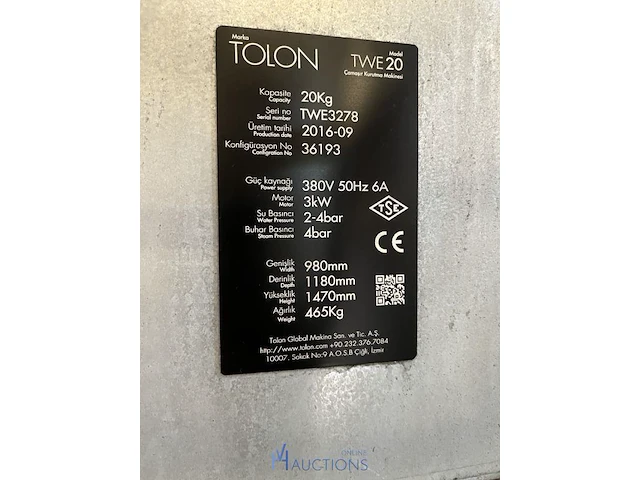 Marka
TOLON
Model
TWE 20
Çamaşır Kurutma Makinesi
Kapasite 20Kg
Capacity
Seri no TWE3278
Serial number
Üretim tarihi 2016-09
Production date
Konfigürasyon No 36193
Configration No
Güç kaynağı 380V 50Hz 6A
Power supply
Motor 3kW
Motor
Su Basıncı 2-4bar
Water Pressure
Buhar Basıncı 4bar
Steam Pressure
TSE
CE
Genişlik 980mm
Width
Derinlik 1180mm
Depth
Yükseklik 1470mm
Height
Ağırlık 465Kg
Weight
Tolon Global Makina San. ve Tic. A.Ş.
http://www.tolon.com +90.232.376.7084
10007. Sokak No:9 A.O.S.B Çiğli, İzmir
ONLINE
AUCTIONS